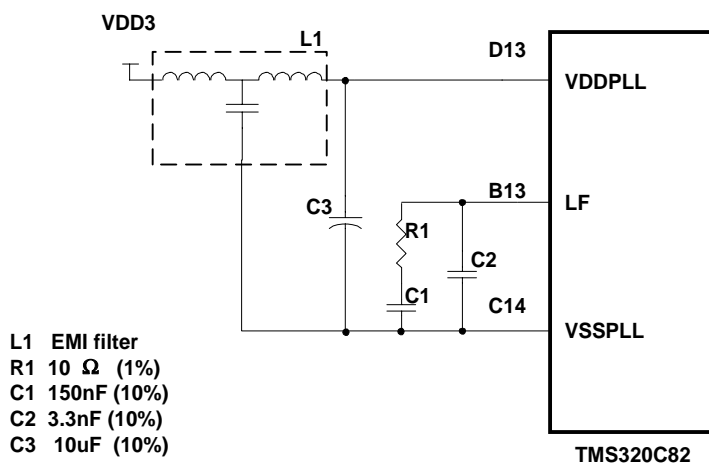 VDD3
L1
D13
VDDPLL
B13
LF
C3
R1
C2
C1
C14
VSSPLL
L1 EMI filter
R1 10 Ω (1%)
C1 150nF (10%)
C2 3.3nF (10%)
C3 10uF (10%)
TMS320C82